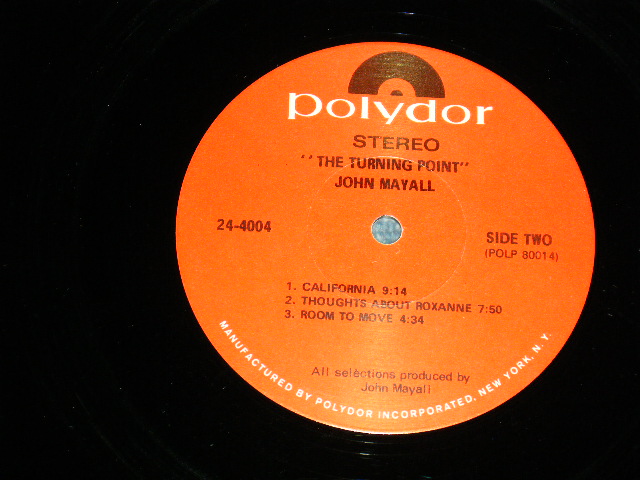 polydor
STEREO
''THE TURNING POINT"
JOHN MAYALL
24-4004
SIDE TWO
(POLP 80014)
1. CALIFORNIA 9:14
2. THOUGHTS ABOUT ROXANNE 7:50
3. ROOM TO MOVE 4:34
All selections produced by
John Mayall
MANUFACTURED BY POLYDOR INCORPORATED, NEW YORK, N. Y.